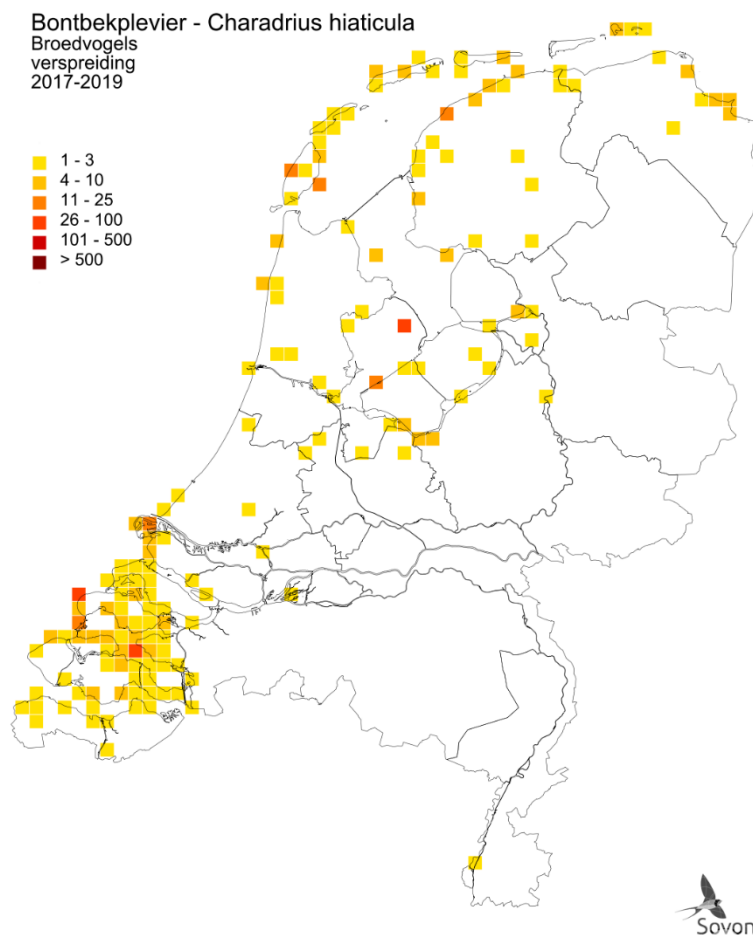 Bontbekplevier - Charadrius hiaticula
Broedvogels
verspreiding
2017-2019
1 - 3
4 - 10
11 - 25
26 - 100
101 - 500
> 500
Sovon